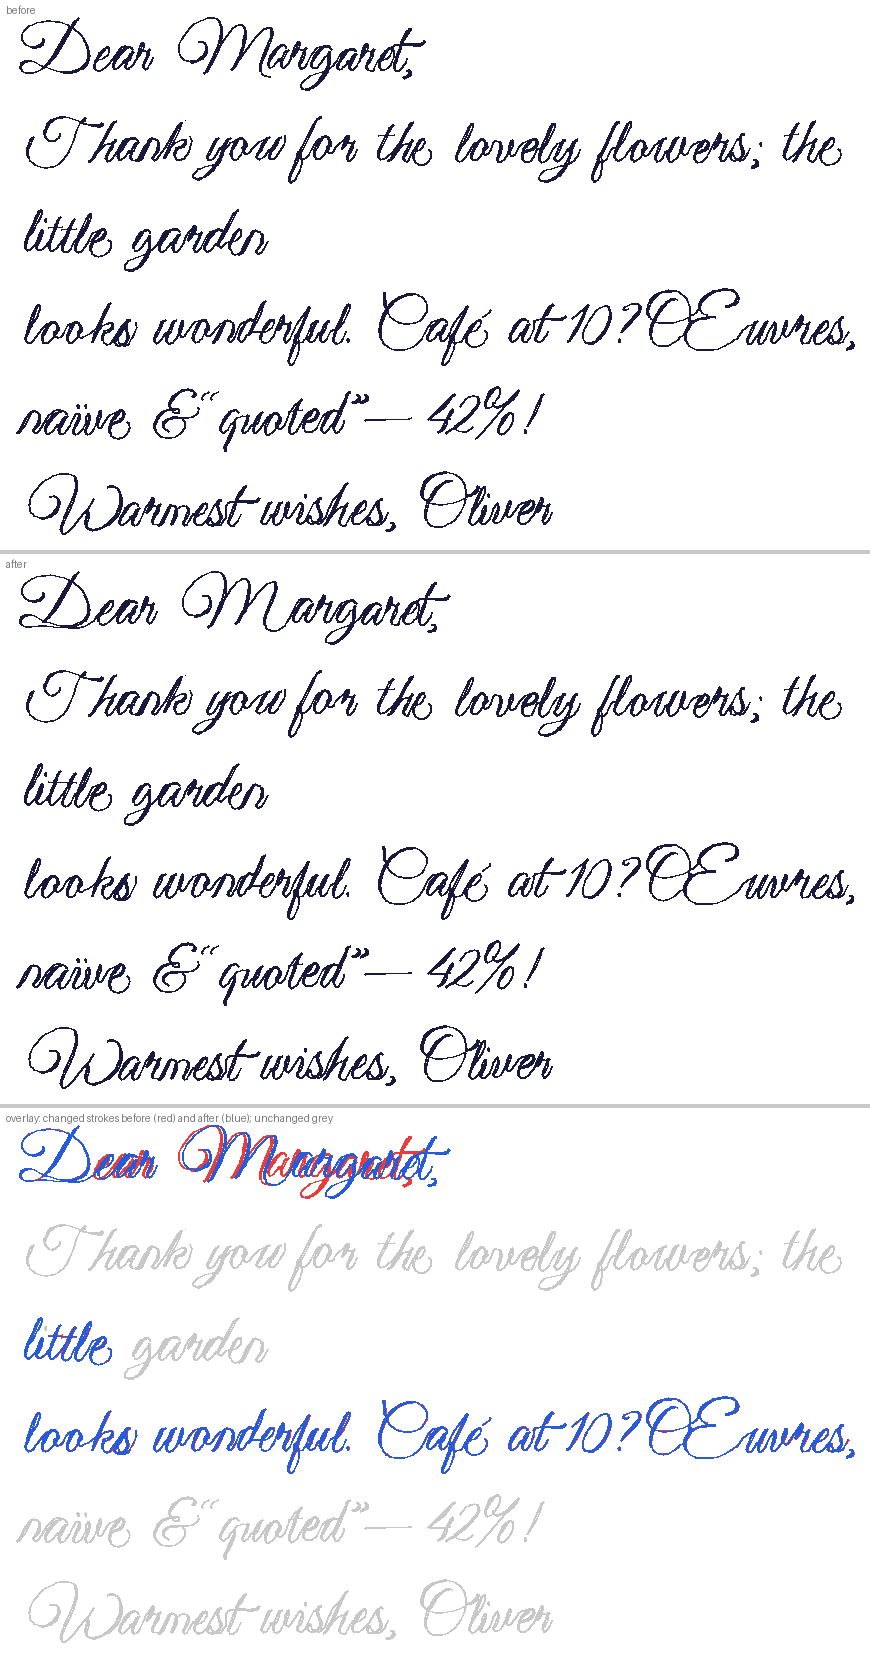 before
Dear Margaret,
Thank you for the lovely flowers; the
little garden
looks wonderful. Café at 10? Œuvres,
naïve & “quoted” — 42%!
Warmest wishes, Oliver
after
Dear Margaret,
Thank you for the lovely flowers; the
little garden
looks wonderful. Café at 10? Œuvres,
naïve & “quoted” — 42%!
Warmest wishes, Oliver
overlay: changed strokes before (red) and after (blue); unchanged grey
Dear Margaret,
Thank you for the lovely flowers; the
little garden
looks wonderful. Café at 10? Œuvres,
naïve & “quoted” — 42%!
Warmest wishes, Oliver